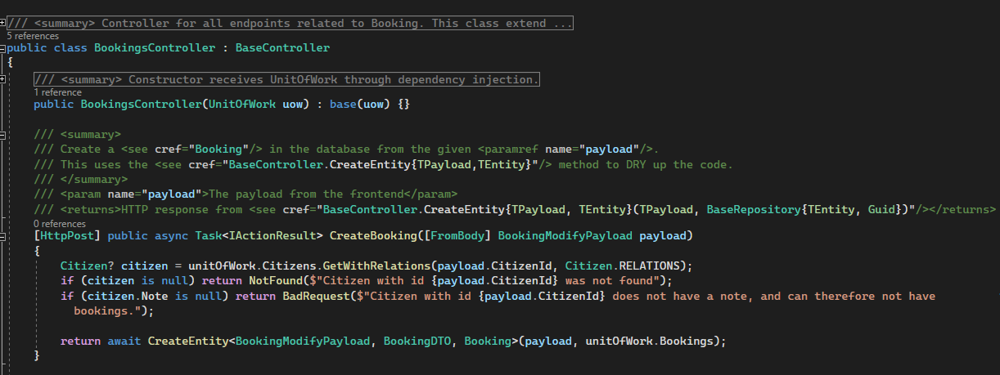 /// <summary> Controller for all endpoints related to Booking. This class extend ...
5 references
public class BookingsController : BaseController
{
/// <summary> Constructor receives UnitOfWork through dependency injection.
1 reference
public BookingsController(UnitOfWork uow) : base(uow) {}
/// <summary>
/// Create a <see cref="Booking"/> in the database from the given <paramref name="payload"/>.
/// This uses the <see cref="BaseController.CreateEntity{TPayload,TEntity}"/> method to DRY up the code.
/// </summary>
/// <param name="payload">The payload from the frontend</param>
/// <returns>HTTP response from <see cref="BaseController.CreateEntity{TPayload, TEntity}(TPayload, BaseRepository{TEntity, Guid})"/></returns>
0 references
[HttpPost] public async Task<IActionResult> CreateBooking([FromBody] BookingModifyPayload payload)
{
Citizen? citizen = unitOfWork.Citizens.GetWithRelations(payload.CitizenId, Citizen.RELATIONS);
if (citizen is null) return NotFound($"Citizen with id {payload.CitizenId} was not found");
if (citizen.Note is null) return BadRequest($"Citizen with id {payload.CitizenId} does not have a note, and can therefore not have
bookings.");
return await CreateEntity<BookingModifyPayload, BookingDTO, Booking>(payload, unitOfWork.Bookings);
}